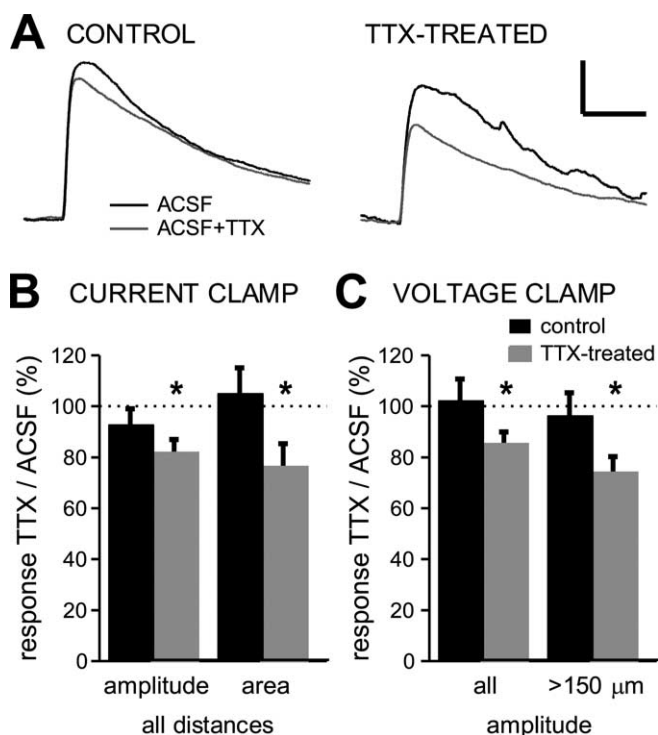 A CONTROL TTX-TREATED
ACSF
ACSF+TTX
B CURRENT CLAMP
response TTX / ACSF (%)
120
100
80
60
40
20
0
* *
amplitude area
all distances
C VOLTAGE CLAMP
control
TTX-treated
response TTX / ACSF (%)
120
100
80
60
40
20
0
* *
all >150 μm
amplitude